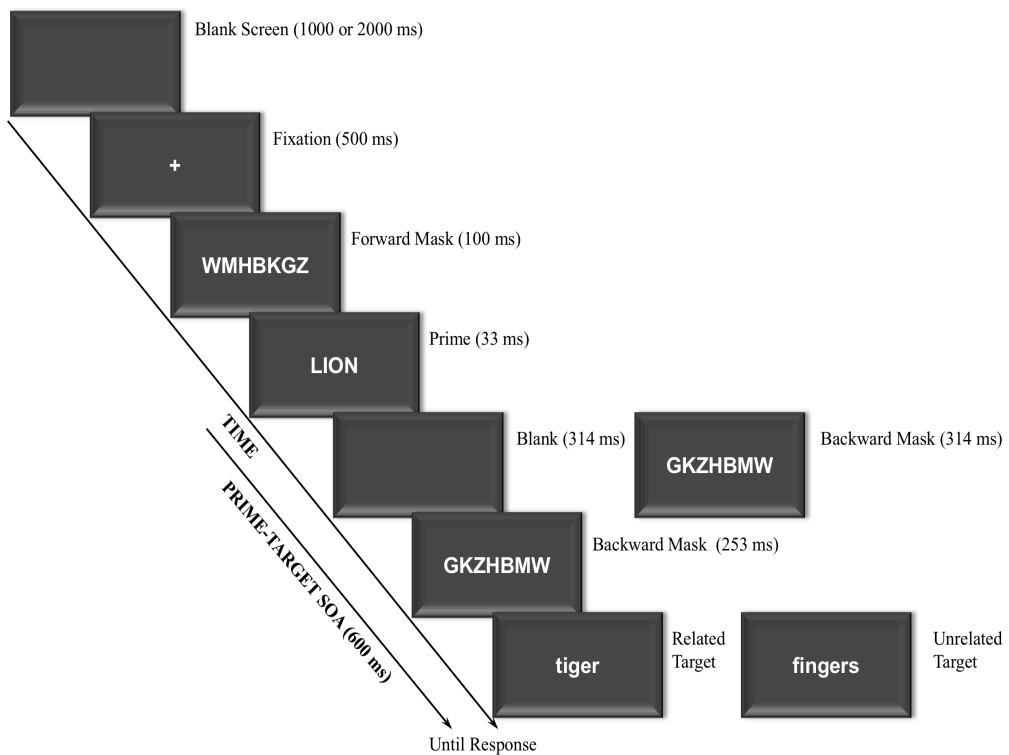 Blank Screen (1000 or 2000 ms)
+
Fixation (500 ms)
WMHBKGZ
Forward Mask (100 ms)
LION
Prime (33 ms)
TIME
PRIME-TARGET SOA (600 ms)
Blank (314 ms)
GKZHBMW
Backward Mask (314 ms)
GKZHBMW
Backward Mask (253 ms)
tiger
Related
Target
fingers
Unrelated
Target
Until Response